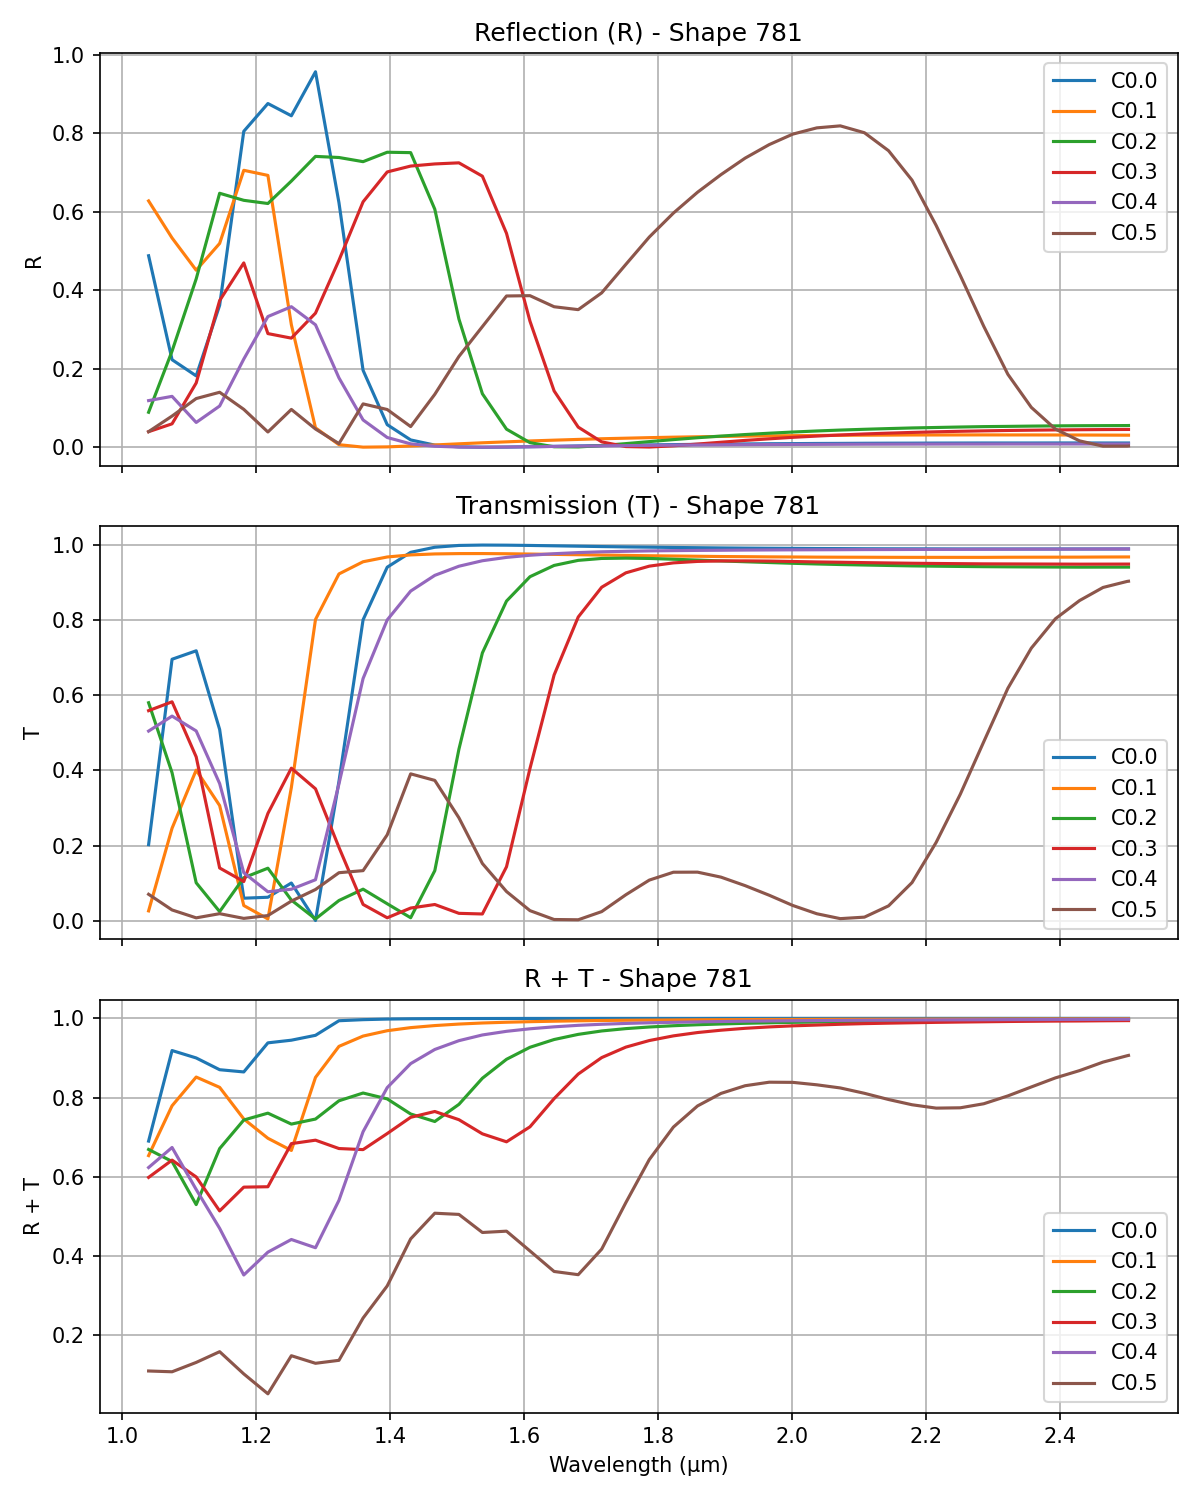 Reflection (R) - Shape 781
1.0
0.8
0.6
0.4
0.2
0.0
R
C0.0
C0.1
C0.2
C0.3
C0.4
C0.5
Transmission (T) - Shape 781
1.0
0.8
0.6
0.4
0.2
0.0
T
C0.0
C0.1
C0.2
C0.3
C0.4
C0.5
R + T - Shape 781
1.0
0.8
0.6
0.4
0.2
R + T
C0.0
C0.1
C0.2
C0.3
C0.4
C0.5
1.0 1.2 1.4 1.6 1.8 2.0 2.2 2.4
Wavelength (μm)